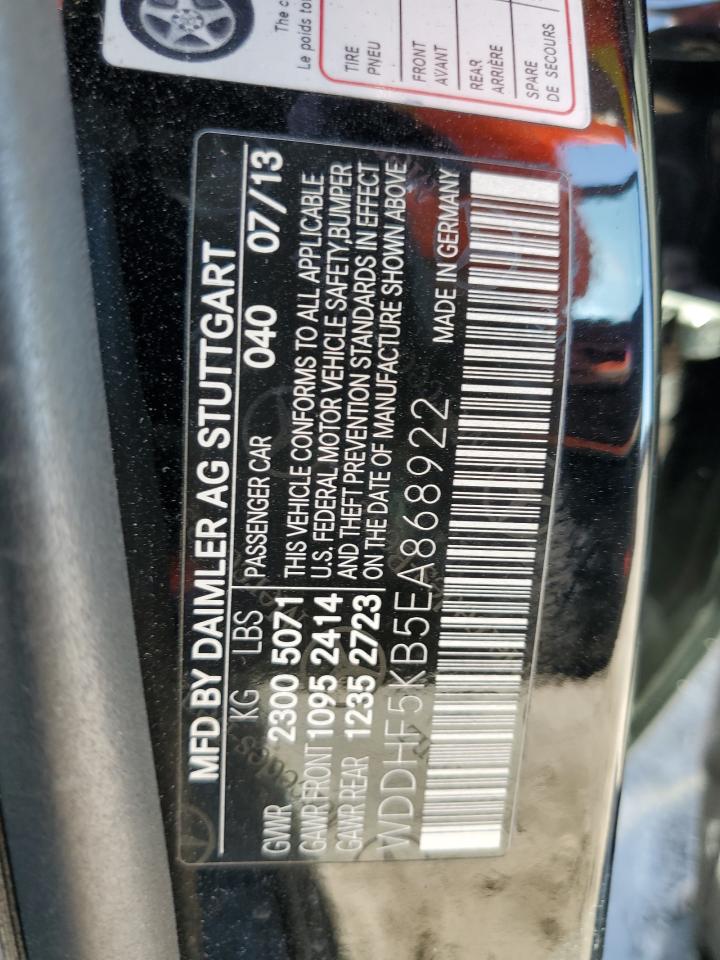 The c
Le poids tot
TIRE
PNEU
FRONT
AVANT
REAR
ARRIÈRE
SPARE
DE SECOURS
MFD BY DAIMLER AG STUTTGART
KG LBS PASSENGER CAR 040 07/13
GWR 2300 5071
GAWR FRONT 1095 2414
GAWR REAR 1235 2723
THIS VEHICLE CONFORMS TO ALL APPLICABLE
U.S. FEDERAL MOTOR VEHICLE SAFETY, BUMPER
AND THEFT PREVENTION STANDARDS IN EFFECT
ON THE DATE OF MANUFACTURE SHOWN ABOVE
WDDHF5KB5EA868922 MADE IN GERMANY